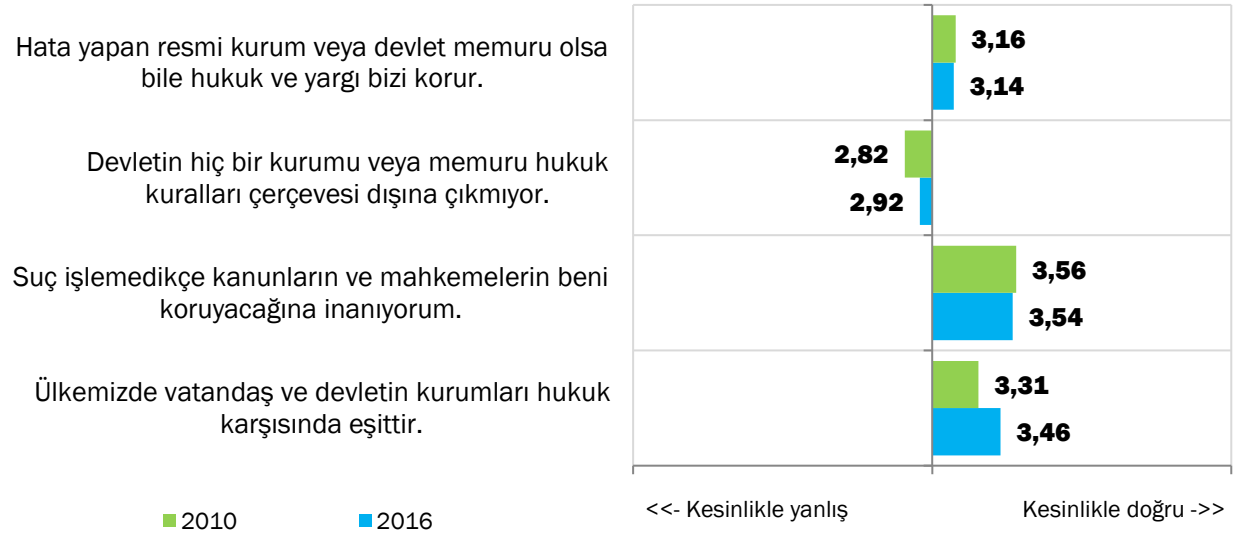 Hata yapan resmi kurum veya devlet memuru olsa
bile hukuk ve yargı bizi korur.
3,16
3,14
Devletin hiç bir kurumu veya memuru hukuk
kuralları çerçevesi dışına çıkmıyor.
2,82
2,92
Suç işlemedikçe kanunların ve mahkemelerin beni
koruyacağına inanıyorum.
3,56
3,54
Ülkemizde vatandaş ve devletin kurumları hukuk
karşısında eşittir.
3,31
3,46
2010 2016
<<- Kesinlikle yanlış Kesinlikle doğru ->>